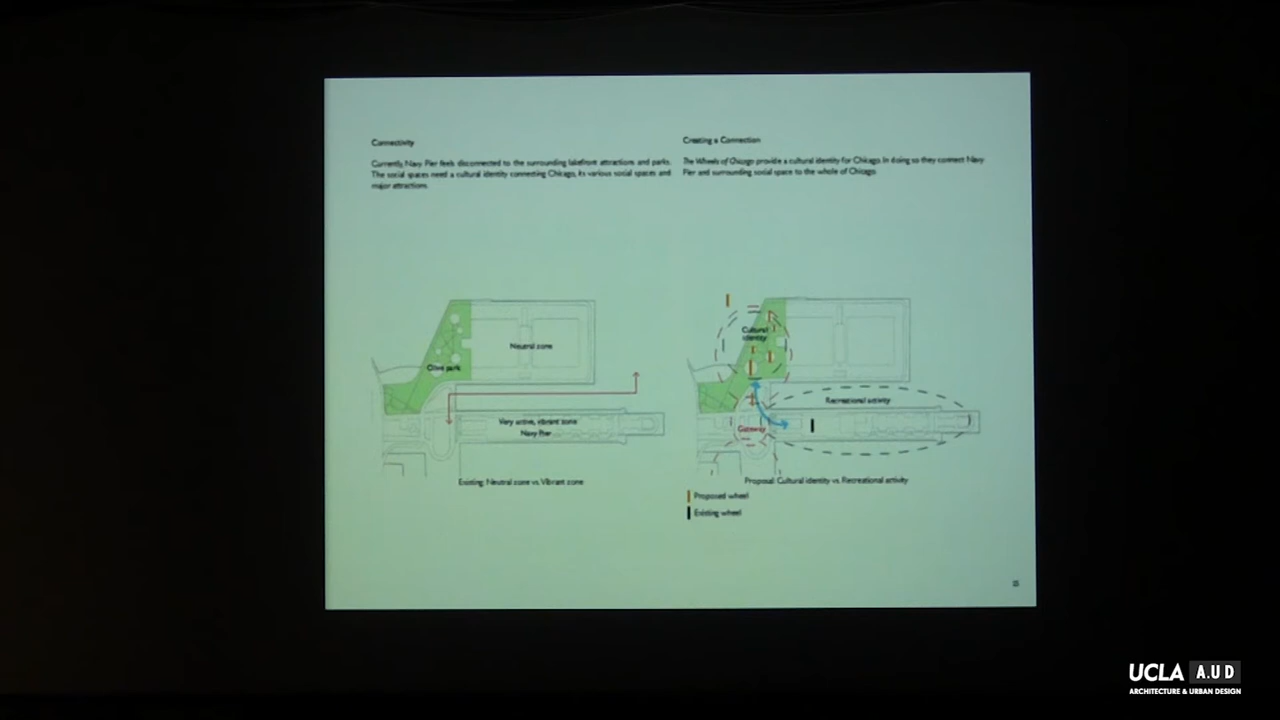 Connectivity
Currently, Navy Pier feels disconnected to the surrounding lakefront attractions and parks.
The social spaces need a cultural identity connecting Chicago, its various social spaces and
major attractions.
Creating a Connection
The Wheels of Chicago provide a cultural identity for Chicago. In doing so they connect Navy
Pier and surrounding social space to the whole of Chicago.
Neutral zone
Olive park
Very active, vibrant zone
Navy Pier
Existing: Neutral zone vs. Vibrant zone
Cultural
identity
Recreational activity
Gateway
Proposal: Cultural identity vs. Recreational activity
Proposed wheel
Existing wheel
UCLA A.UD
ARCHITECTURE & URBAN DESIGN